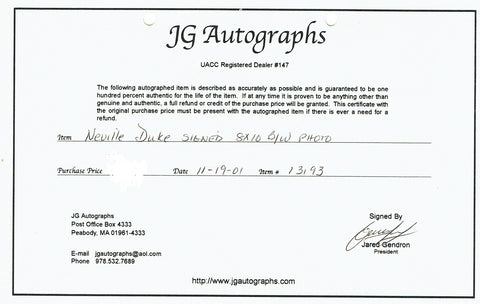 JG Autographs
UACC Registered Dealer #147
The following autographed item is described as accurately as possible and is guaranteed to be one
hundred percent authentic for the life of the item. If at any time it is proven to be anything other than
genuine and authentic, a full refund or credit of the purchase price will be granted. This certificate with
the original purchase price must be presented with the autographed item if there is ever a need for a
refund.
Item Neville Duke SIGNED 8X10 B/W PHOTO
Purchase Price Date 11-19-01 Item # 13,93
JG Autographs
Post Office Box 4333
Peabody, MA 01961-4333
E-mail jgautographs@aol.com
Phone 978.532.7689
Signed By
Jared Gendron
President
http://www.jgautographs.com